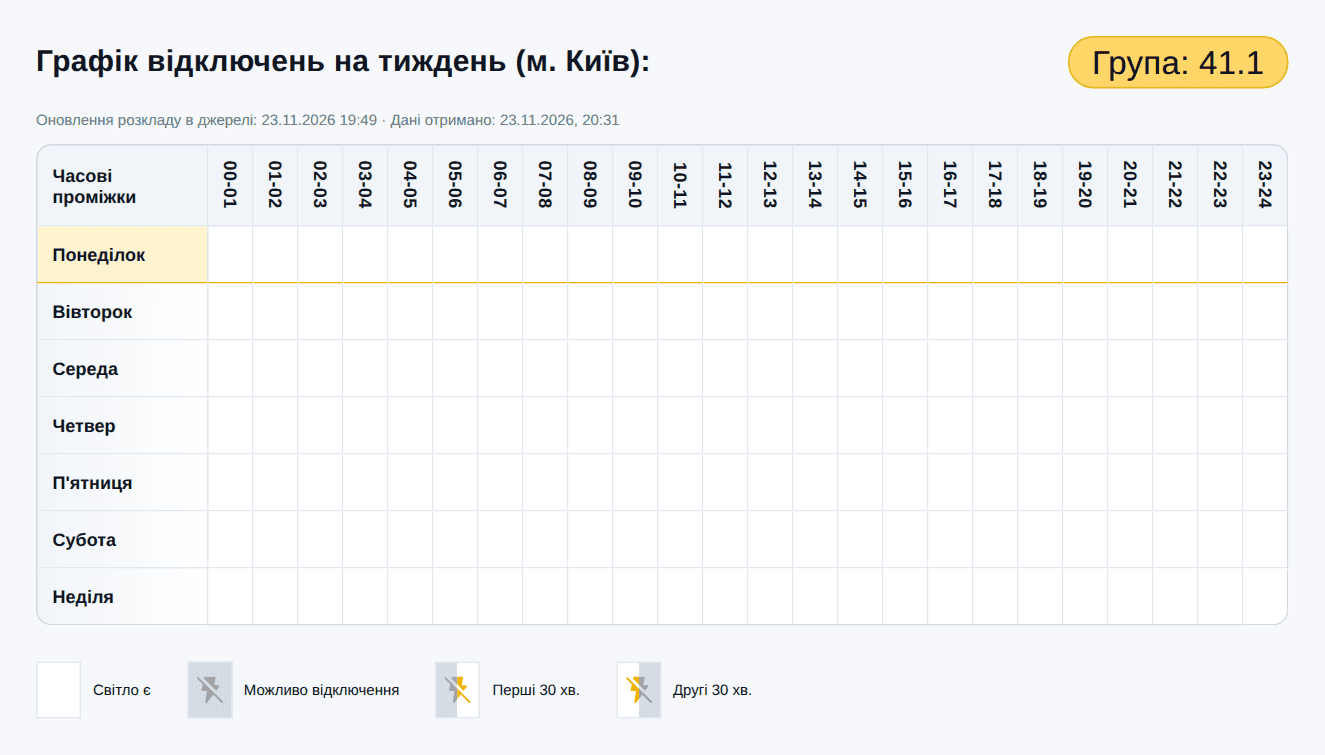 Графік відключень на тиждень (м. Київ):
Група: 41.1
Оновлення розкладу в джерелі: 23.11.2026 19:49 · Дані отримано: 23.11.2026, 20:31
Часові
проміжки
00-01
01-02
02-03
03-04
04-05
05-06
06-07
07-08
08-09
09-10
10-11
11-12
12-13
13-14
14-15
15-16
16-17
17-18
18-19
19-20
20-21
21-22
22-23
23-24
Понеділок
Вівторок
Середа
Четвер
П'ятниця
Субота
Неділя
Світло є
Можливо відключення
Перші 30 хв.
Другі 30 хв.